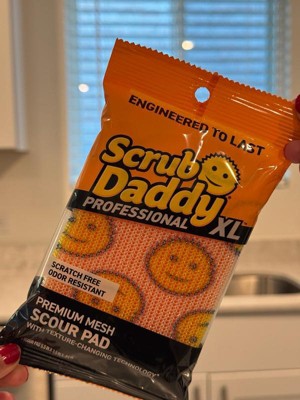 ENGINEERED TO LAST
Scrub
Daddy
PROFESSIONAL XL
SCRATCH FREE
ODOR RESISTANT
PREMIUM MESH
SCOUR PAD
WITH TEXTURE-CHANGING TECHNOLOGY